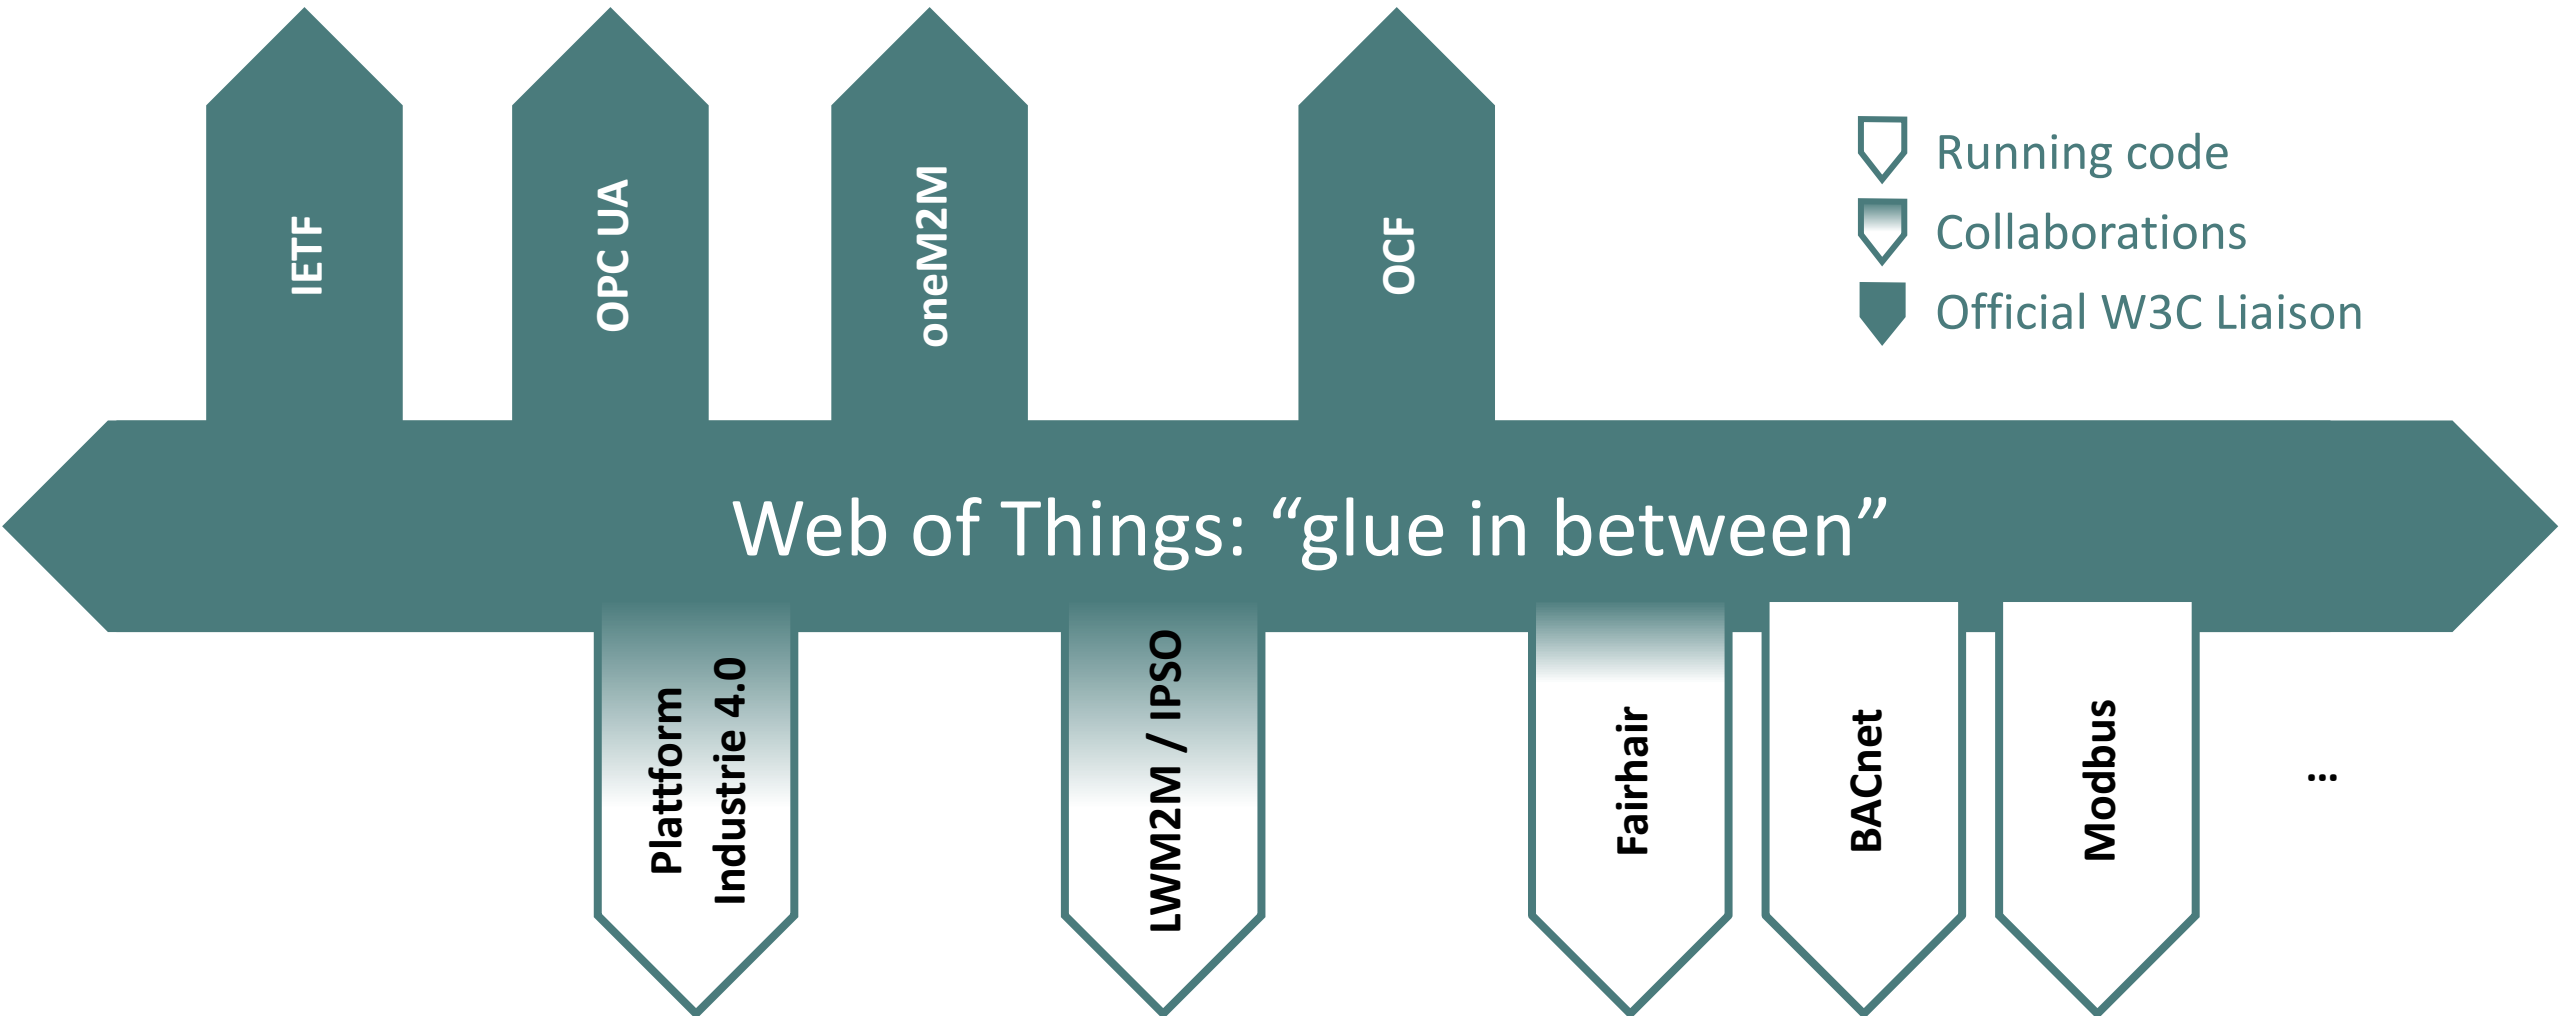 IETF
OPC UA
oneM2M
OCF
Running code
Collaborations
Official W3C Liaison
Web of Things: “glue in between”
Plattform
Industrie 4.0
LWM2M / IPSO
Fairhair
BACnet
Modbus
...